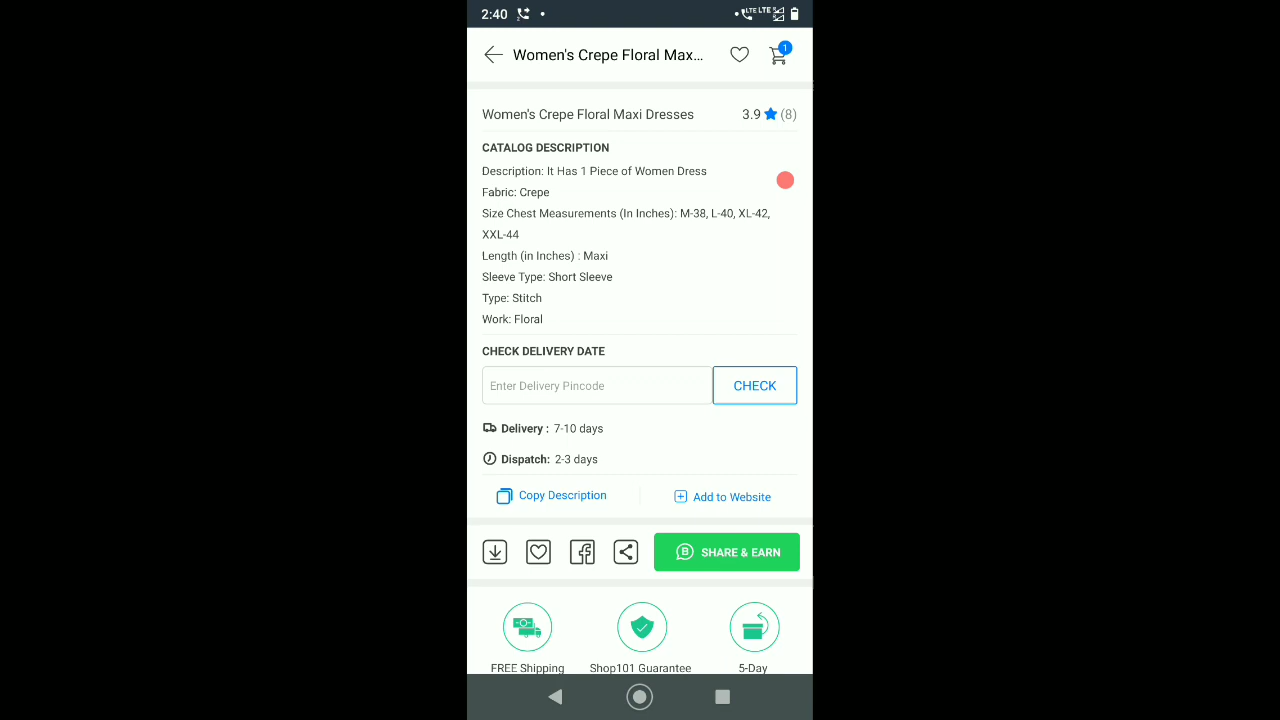 2:40
LTE LTE
Women's Crepe Floral Max...
1
Women's Crepe Floral Maxi Dresses 3.9 (8)
CATALOG DESCRIPTION
Description: It Has 1 Piece of Women Dress
Fabric: Crepe
Size Chest Measurements (In Inches): M-38, L-40, XL-42,
XXL-44
Length (in Inches) : Maxi
Sleeve Type: Short Sleeve
Type: Stitch
Work: Floral
CHECK DELIVERY DATE
Enter Delivery Pincode CHECK
Delivery : 7-10 days
Dispatch: 2-3 days
Copy Description Add to Website
B SHARE & EARN
FREE Shipping Shop101 Guarantee 5-Day